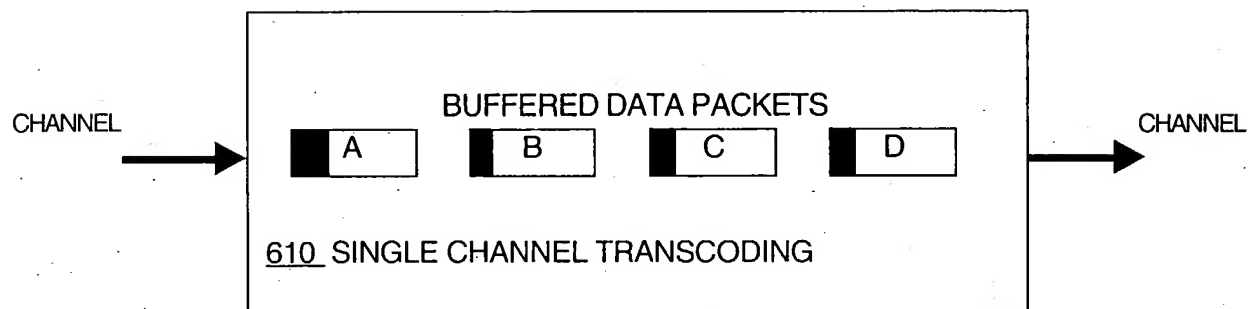 BUFFERED DATA PACKETS
CHANNEL
CHANNEL
A B C D
610 SINGLE CHANNEL TRANSCODING